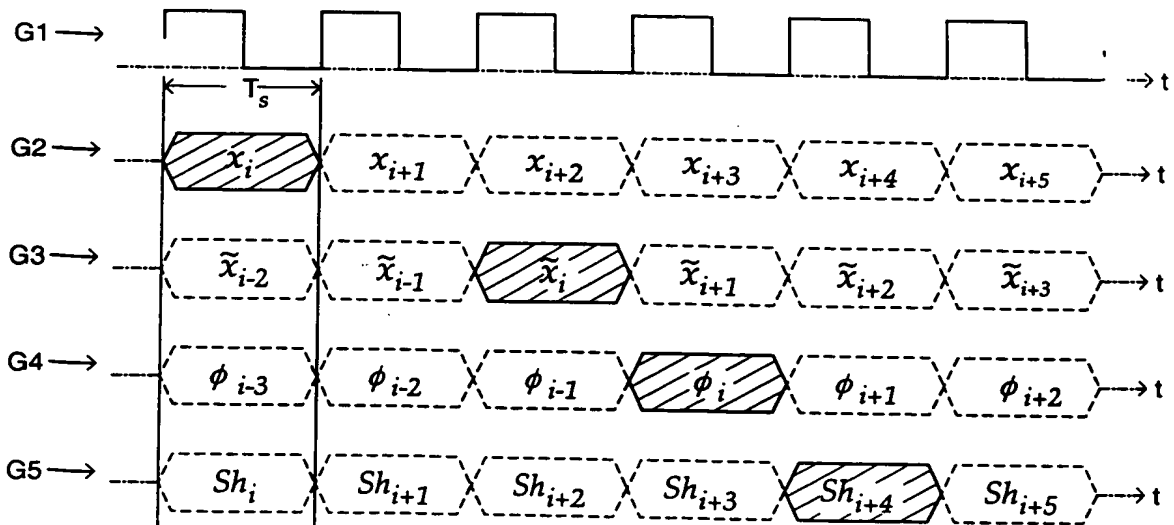 G1 t
T_s
G2 x_i x_{i+1} x_{i+2} x_{i+3} x_{i+4} x_{i+5} t
G3 x̃_{i-2} x̃_{i-1} x̃_i x̃_{i+1} x̃_{i+2} x̃_{i+3} t
G4 ϕ_{i-3} ϕ_{i-2} ϕ_{i-1} ϕ_i ϕ_{i+1} ϕ_{i+2} t
G5 Sh_i Sh_{i+1} Sh_{i+2} Sh_{i+3} Sh_{i+4} Sh_{i+5} t